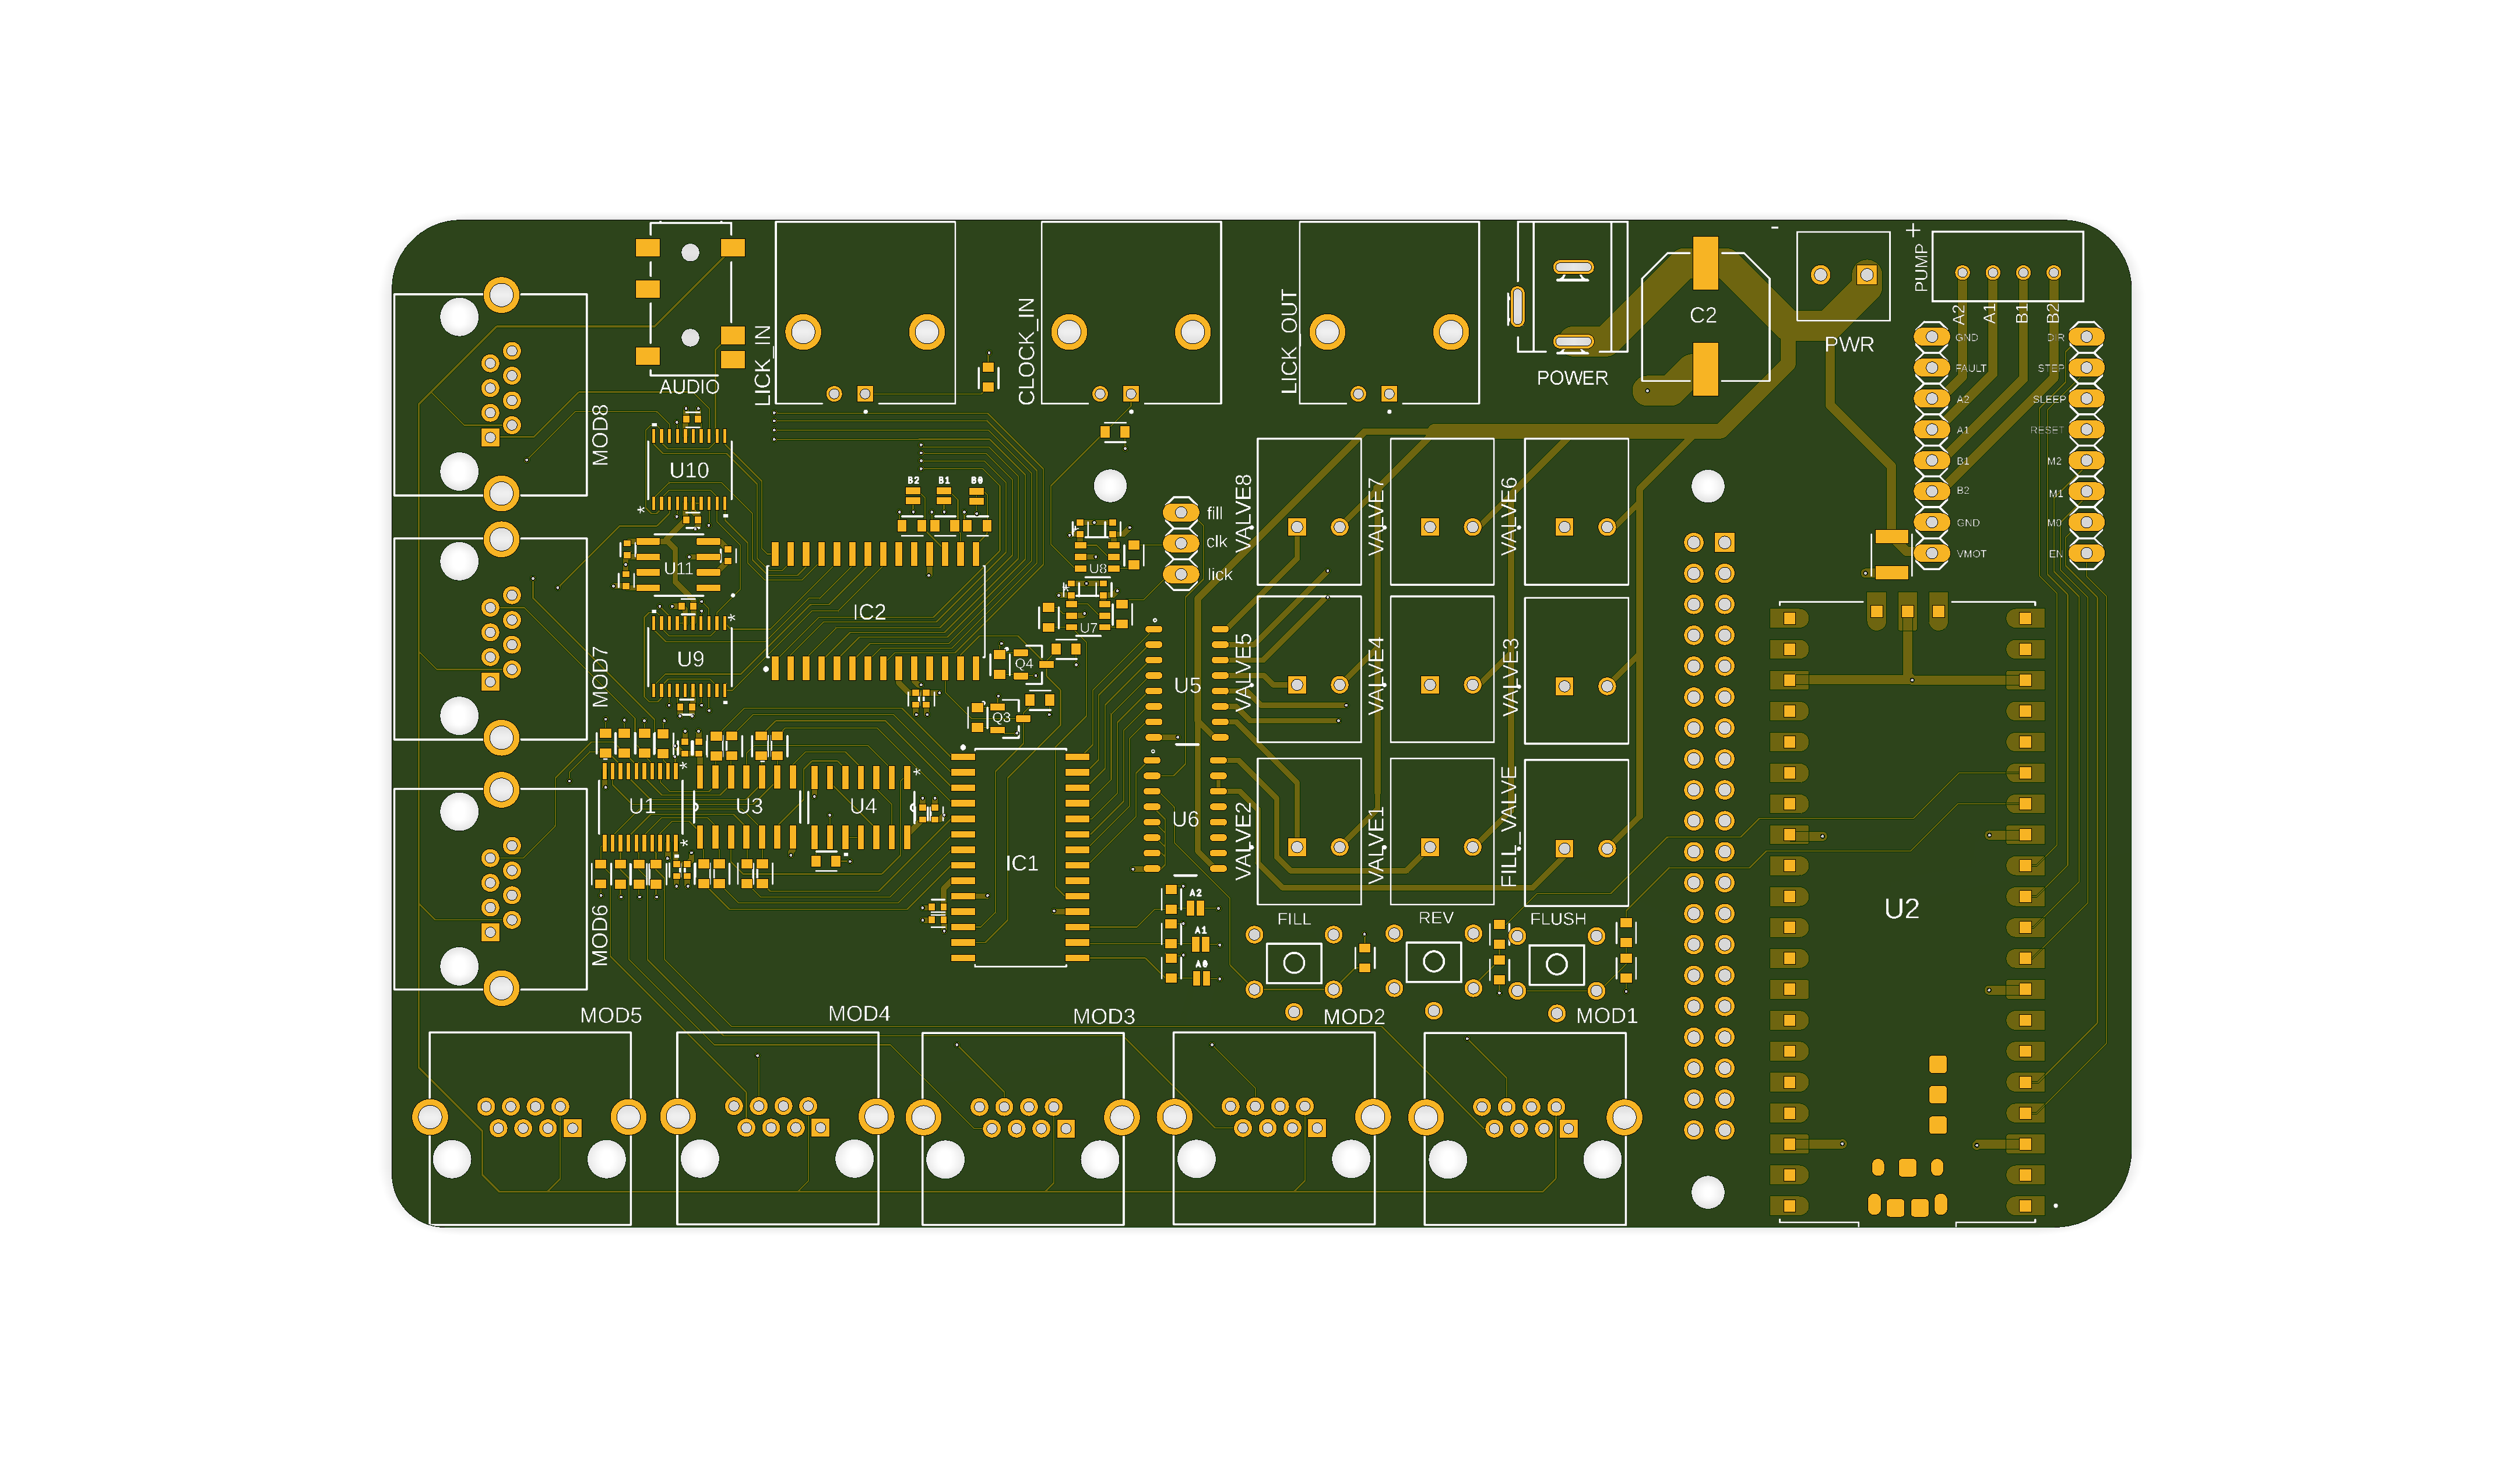 - +
PUMP
A2 A1 B1 B2
C2
PWR
POWER
AUDIO
LICK_IN
CLOCK_IN
LICK OUT
MOD8
U10
U11
U9
MOD7
B2 B1 B0
IC2
fill
clk
lick
U8
U7
Q4
Q3
U5
U6
VALVE8
VALVE7
VALVE6
VALVE5
VALVE4
VALVE3
VALVE2
VALVE1
FILL_VALVE
GND
FAULT
A2
A1
B1
B2
GND
VMOT
DIR
STEP
SLEEP
RESET
M2
M1
M0
EN
U1
U3
U4
IC1
MOD6
A2
A1
A0
FILL
REV
FLUSH
U2
MOD5
MOD4
MOD3
MOD2
MOD1